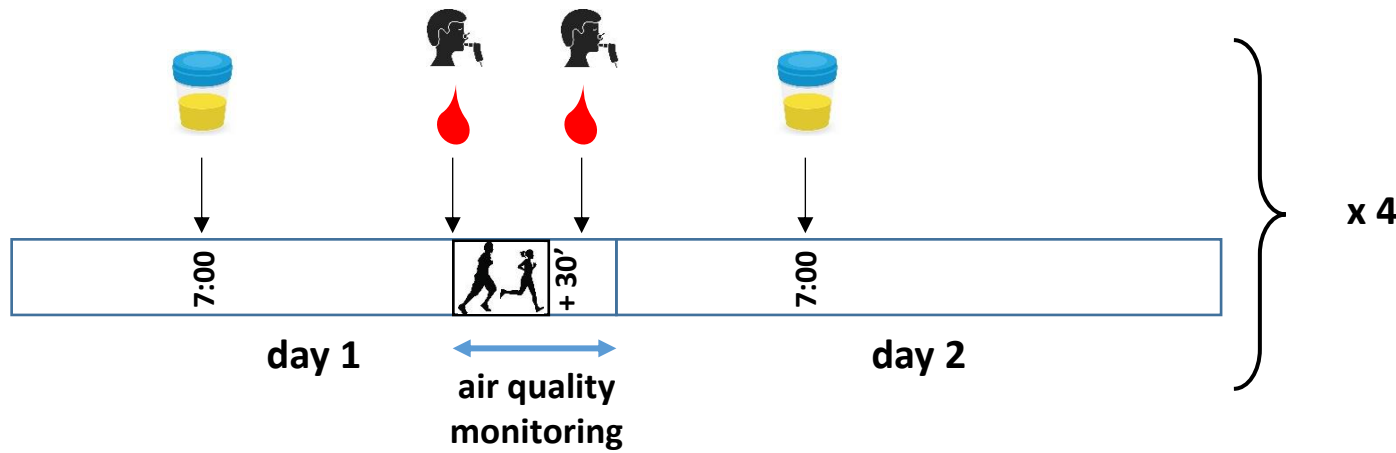 7:00
+ 30’
7:00
x 4
day 1
day 2
air quality
monitoring